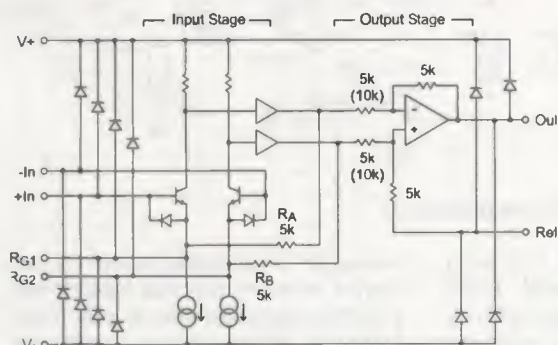 Input Stage
Output Stage
V+
5k
5k
(10k)
-
+
Out
5k
(10k)
-In
+In
5k
RA
5k
Ref
RG1
RG2
RB
5k
V-